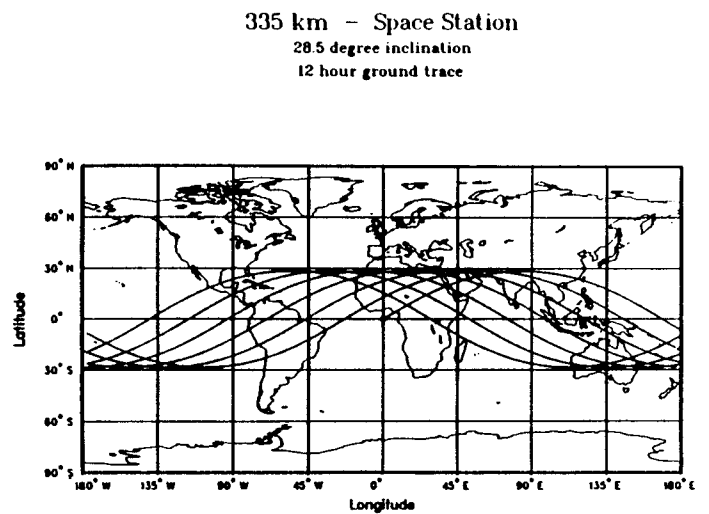 335 km - Space Station
28.5 degree inclination
12 hour ground trace
90° N
60° N
30° N
0°
30° S
60° S
90° S
Latitude
180° W
135° W
90° W
45° W
0°
45° E
90° E
135° E
180° E
Longitude